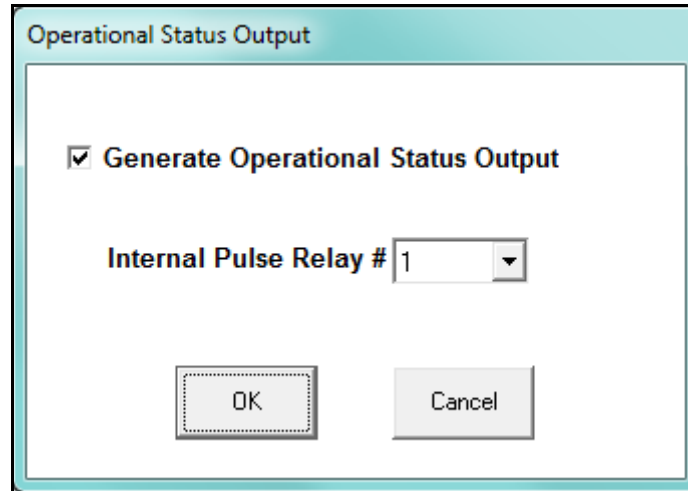 Operational Status Output
Generate Operational Status Output
Internal Pulse Relay # 1
OK Cancel